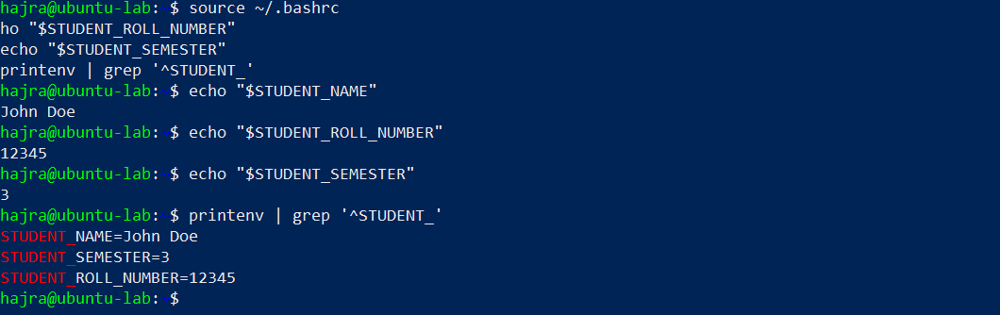 hajra@ubuntu-lab:~$ source ~/.bashrc
ho "$STUDENT_ROLL_NUMBER"
echo "$STUDENT_SEMESTER"
printenv | grep '^STUDENT_'
hajra@ubuntu-lab:~$ echo "$STUDENT_NAME"
John Doe
hajra@ubuntu-lab:~$ echo "$STUDENT_ROLL_NUMBER"
12345
hajra@ubuntu-lab:~$ echo "$STUDENT_SEMESTER"
3
hajra@ubuntu-lab:~$ printenv | grep '^STUDENT_'
STUDENT_NAME=John Doe
STUDENT_SEMESTER=3
STUDENT_ROLL_NUMBER=12345
hajra@ubuntu-lab:~$